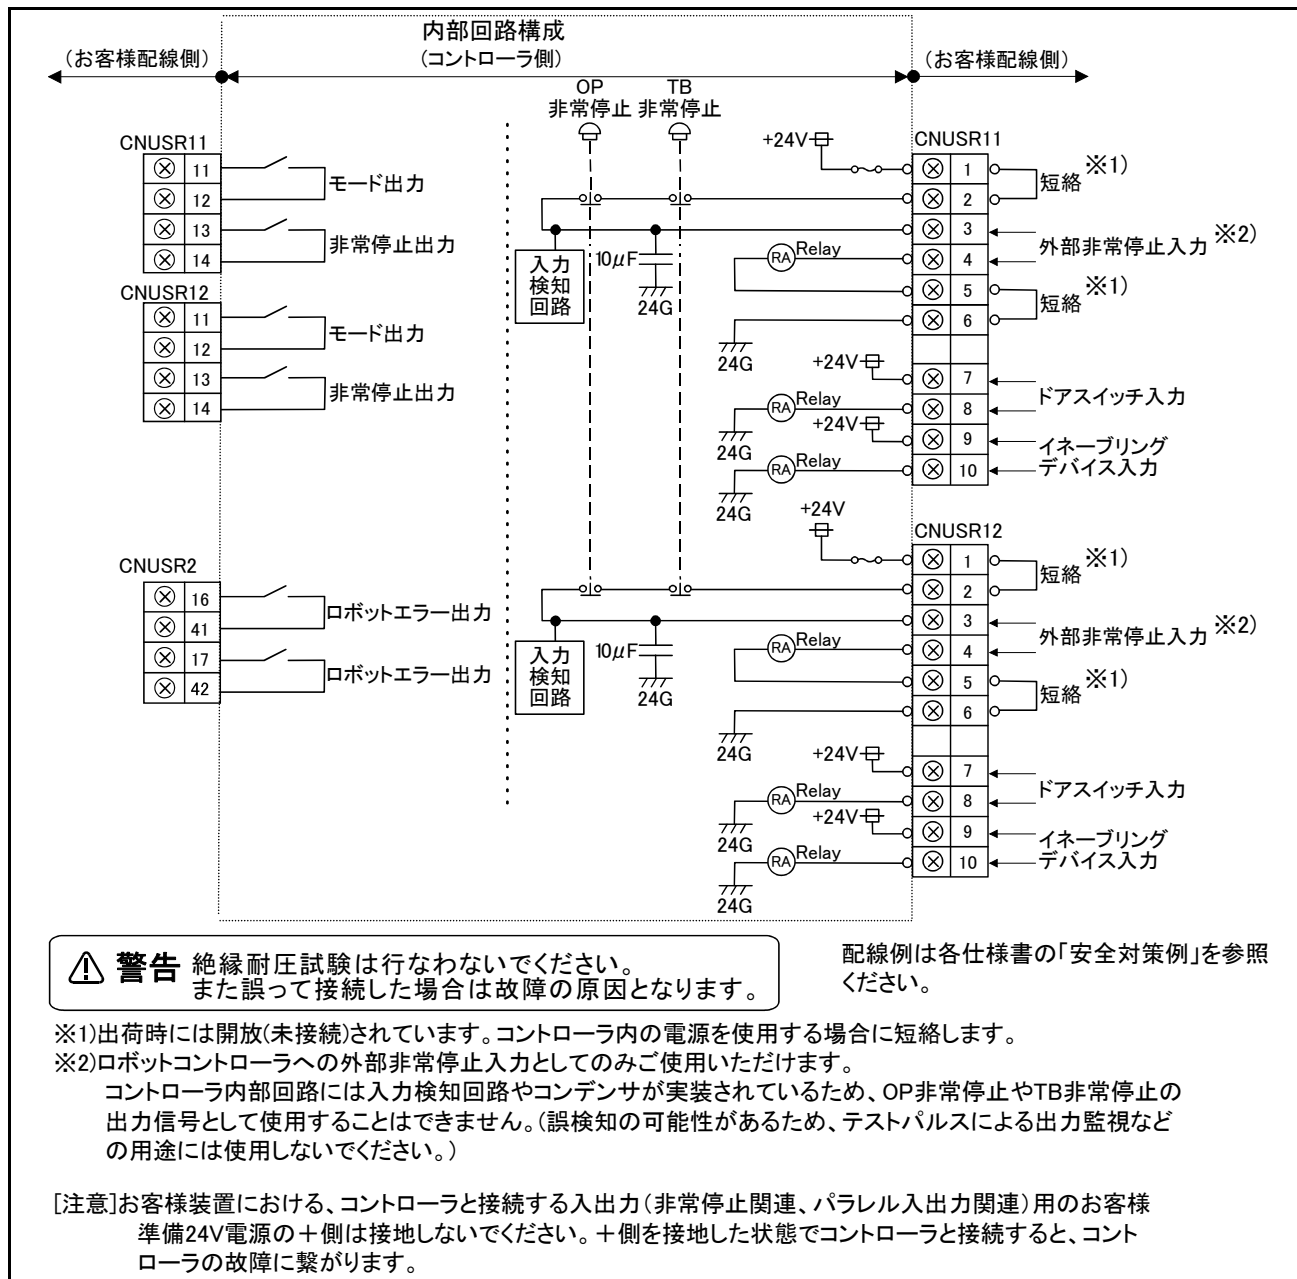 内部回路構成
(コントローラ側)
(お客様配線側)
(お客様配線側)
OP
非常停止
TB
非常停止
CNUSR11
11
12
13
14
モード出力
非常停止出力
CNUSR12
11
12
13
14
モード出力
非常停止出力
CNUSR2
16
41
17
42
ロボットエラー出力
ロボットエラー出力
入力
検知
回路
10μF
24G
+24V
CNUSR11
1
2
3
4
5
6
7
8
9
10
短絡 ※1)
外部非常停止入力 ※2)
短絡 ※1)
ドアスイッチ入力
イネーブリング
デバイス入力
RA Relay
24G
+24V
RA Relay
24G
+24V
RA Relay
24G
入力
検知
回路
10μF
24G
+24V
CNUSR12
1
2
3
4
5
6
7
8
9
10
短絡 ※1)
外部非常停止入力 ※2)
短絡 ※1)
ドアスイッチ入力
イネーブリング
デバイス入力
RA Relay
24G
+24V
RA Relay
24G
+24V
RA Relay
24G
警告 絶縁耐圧試験は行なわないでください。
また誤って接続した場合は故障の原因となります。
配線例は各仕様書の「安全対策例」を参照
ください。
※1)出荷時には開放(未接続)されています。コントローラ内の電源を使用する場合に短絡します。
※2)ロボットコントローラへの外部非常停止入力としてのみご使用いただけます。
コントローラ内部回路には入力検知回路やコンデンサが実装されているため、OP非常停止やTB非常停止の
出力信号として使用することはできません。(誤検知の可能性があるため、テストパルスによる出力監視など
の用途には使用しないでください。)
[注意]お客様装置における、コントローラと接続する入出力(非常停止関連、パラレル入出力関連)用のお客様
準備24V電源の＋側は接地しないでください。＋側を接地した状態でコントローラと接続すると、コント
ローラの故障に繋がります。